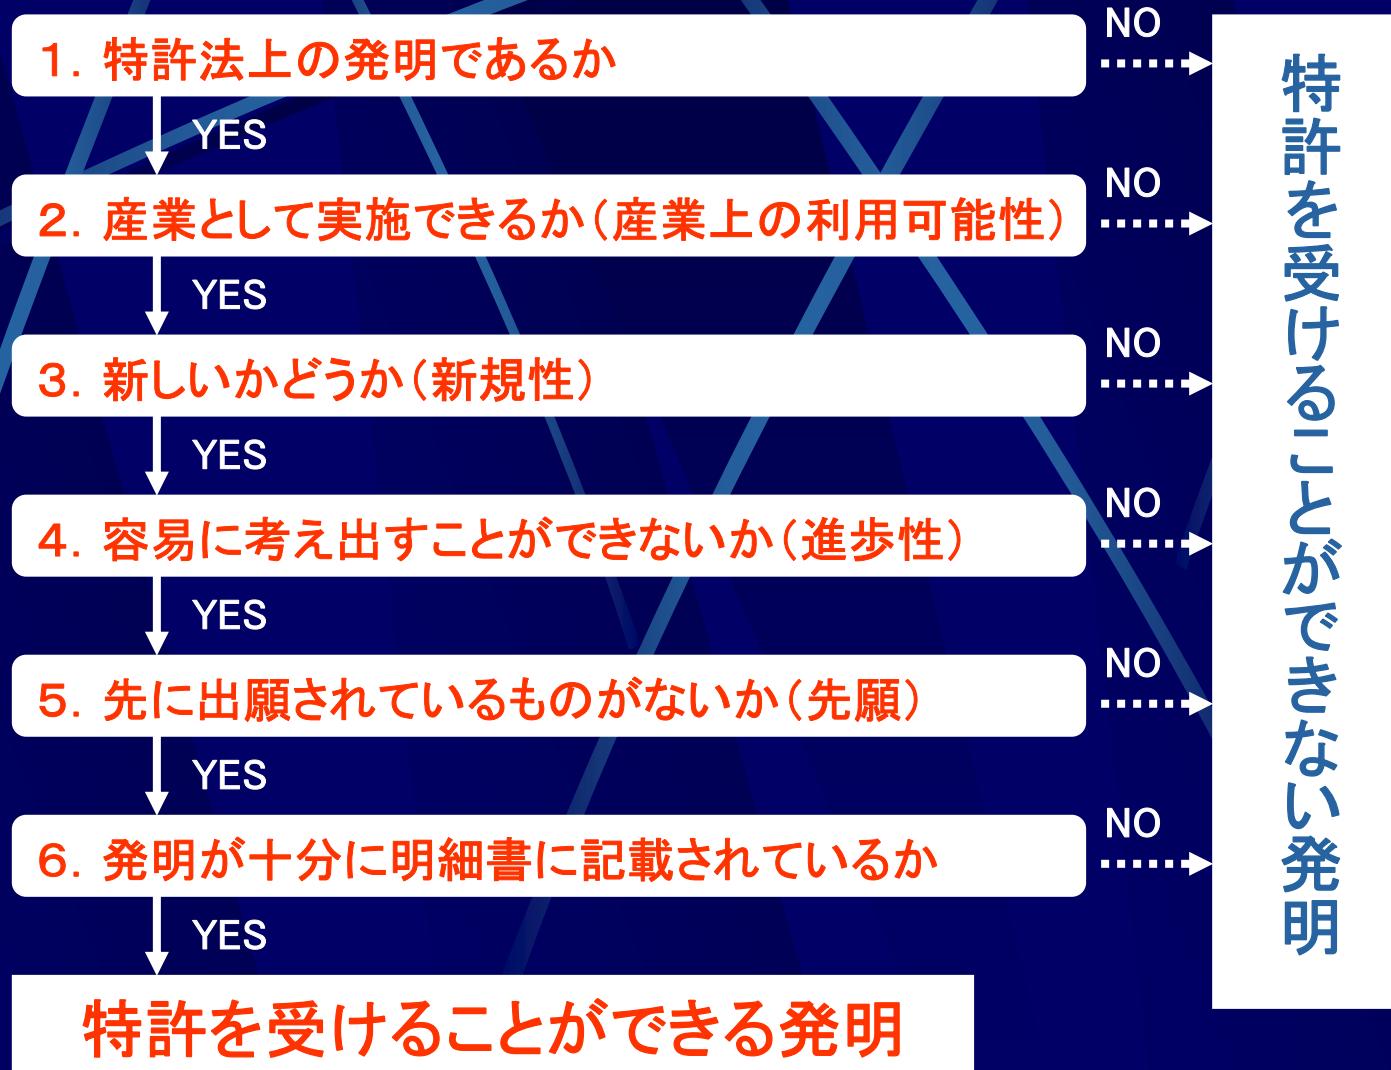 １．特許法上の発明であるか
NO
YES
２．産業として実施できるか（産業上の利用可能性）
NO
YES
３．新しいかどうか（新規性）
NO
YES
４．容易に考え出すことができないか（進歩性）
NO
YES
５．先に出願されているものがないか（先願）
NO
YES
６．発明が十分に明細書に記載されているか
NO
YES
特許を受けることができる発明
特許を受けることができない発明